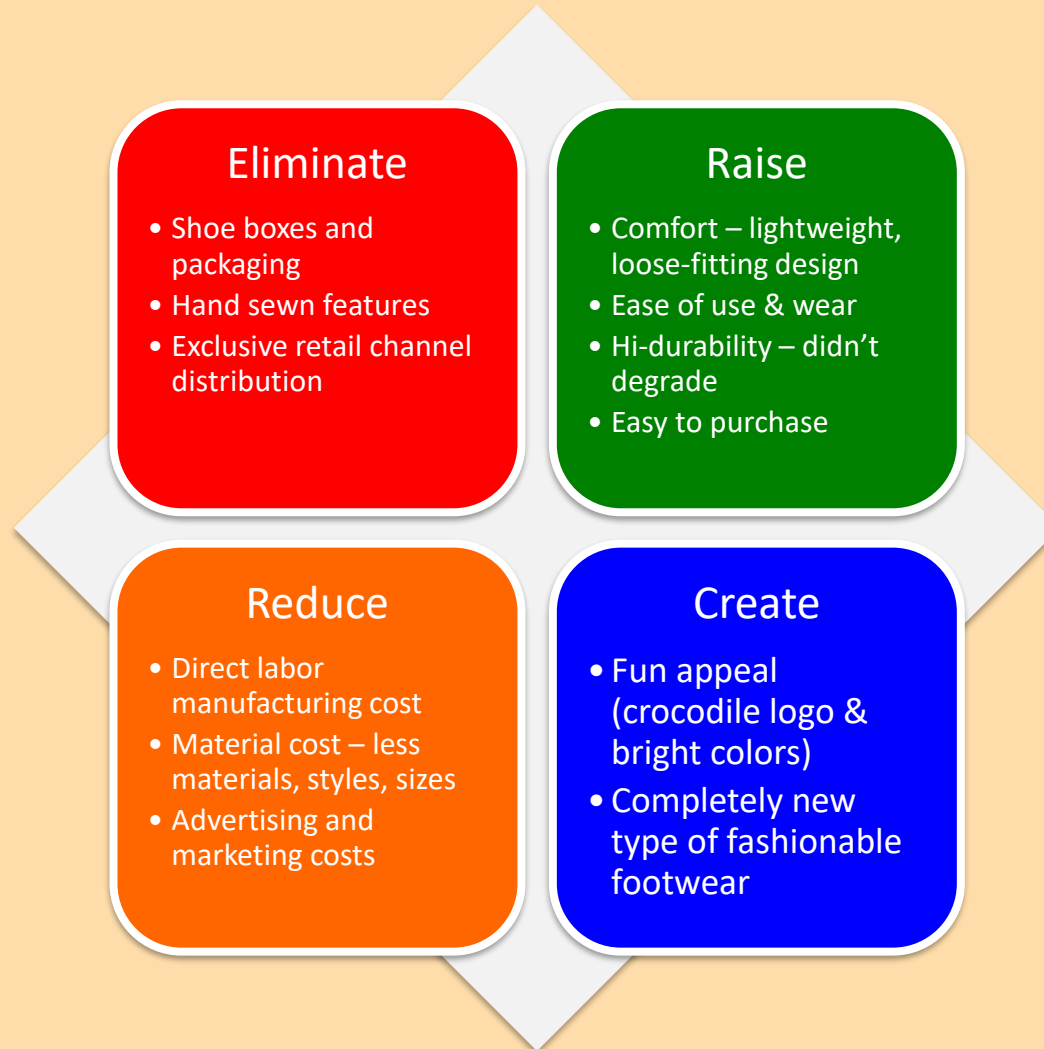 Eliminate
• Shoe boxes and
packaging
• Hand sewn features
• Exclusive retail channel
distribution
Raise
• Comfort – lightweight,
loose-fitting design
• Ease of use & wear
• Hi-durability – didn’t
degrade
• Easy to purchase
Reduce
• Direct labor
manufacturing cost
• Material cost – less
materials, styles, sizes
• Advertising and
marketing costs
Create
• Fun appeal
(crocodile logo &
bright colors)
• Completely new
type of fashionable
footwear